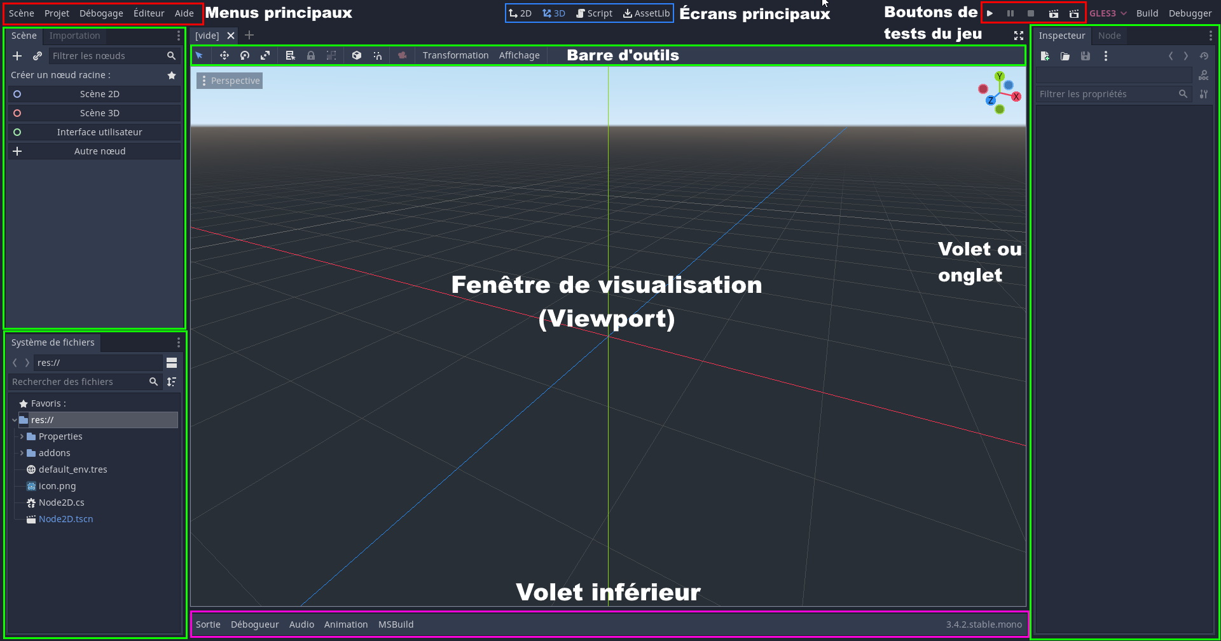 Scène Projet Débogage Éditeur Aide Menus principaux 2D 3D Script AssetLib Écrans principaux Boutons de tests du jeu GLES3 Build Debugger
Scène Importation
Filtrer les nœuds
Créer un nœud racine :
Scène 2D
Scène 3D
Interface utilisateur
Autre nœud
Système de fichiers
res://
Rechercher des fichiers
Favoris :
res://
Properties
addons
default_env.tres
icon.png
Node2D.cs
Node2D.tscn
[vide]
Transformation Affichage Barre d'outils
Perspective
Y
X
Z
Fenêtre de visualisation
(Viewport)
Volet ou
onglet
Volet inférieur
Sortie Débogueur Audio Animation MSBuild 3.4.2.stable.mono
Inspecteur Node
DOC
Filtrer les propriétés